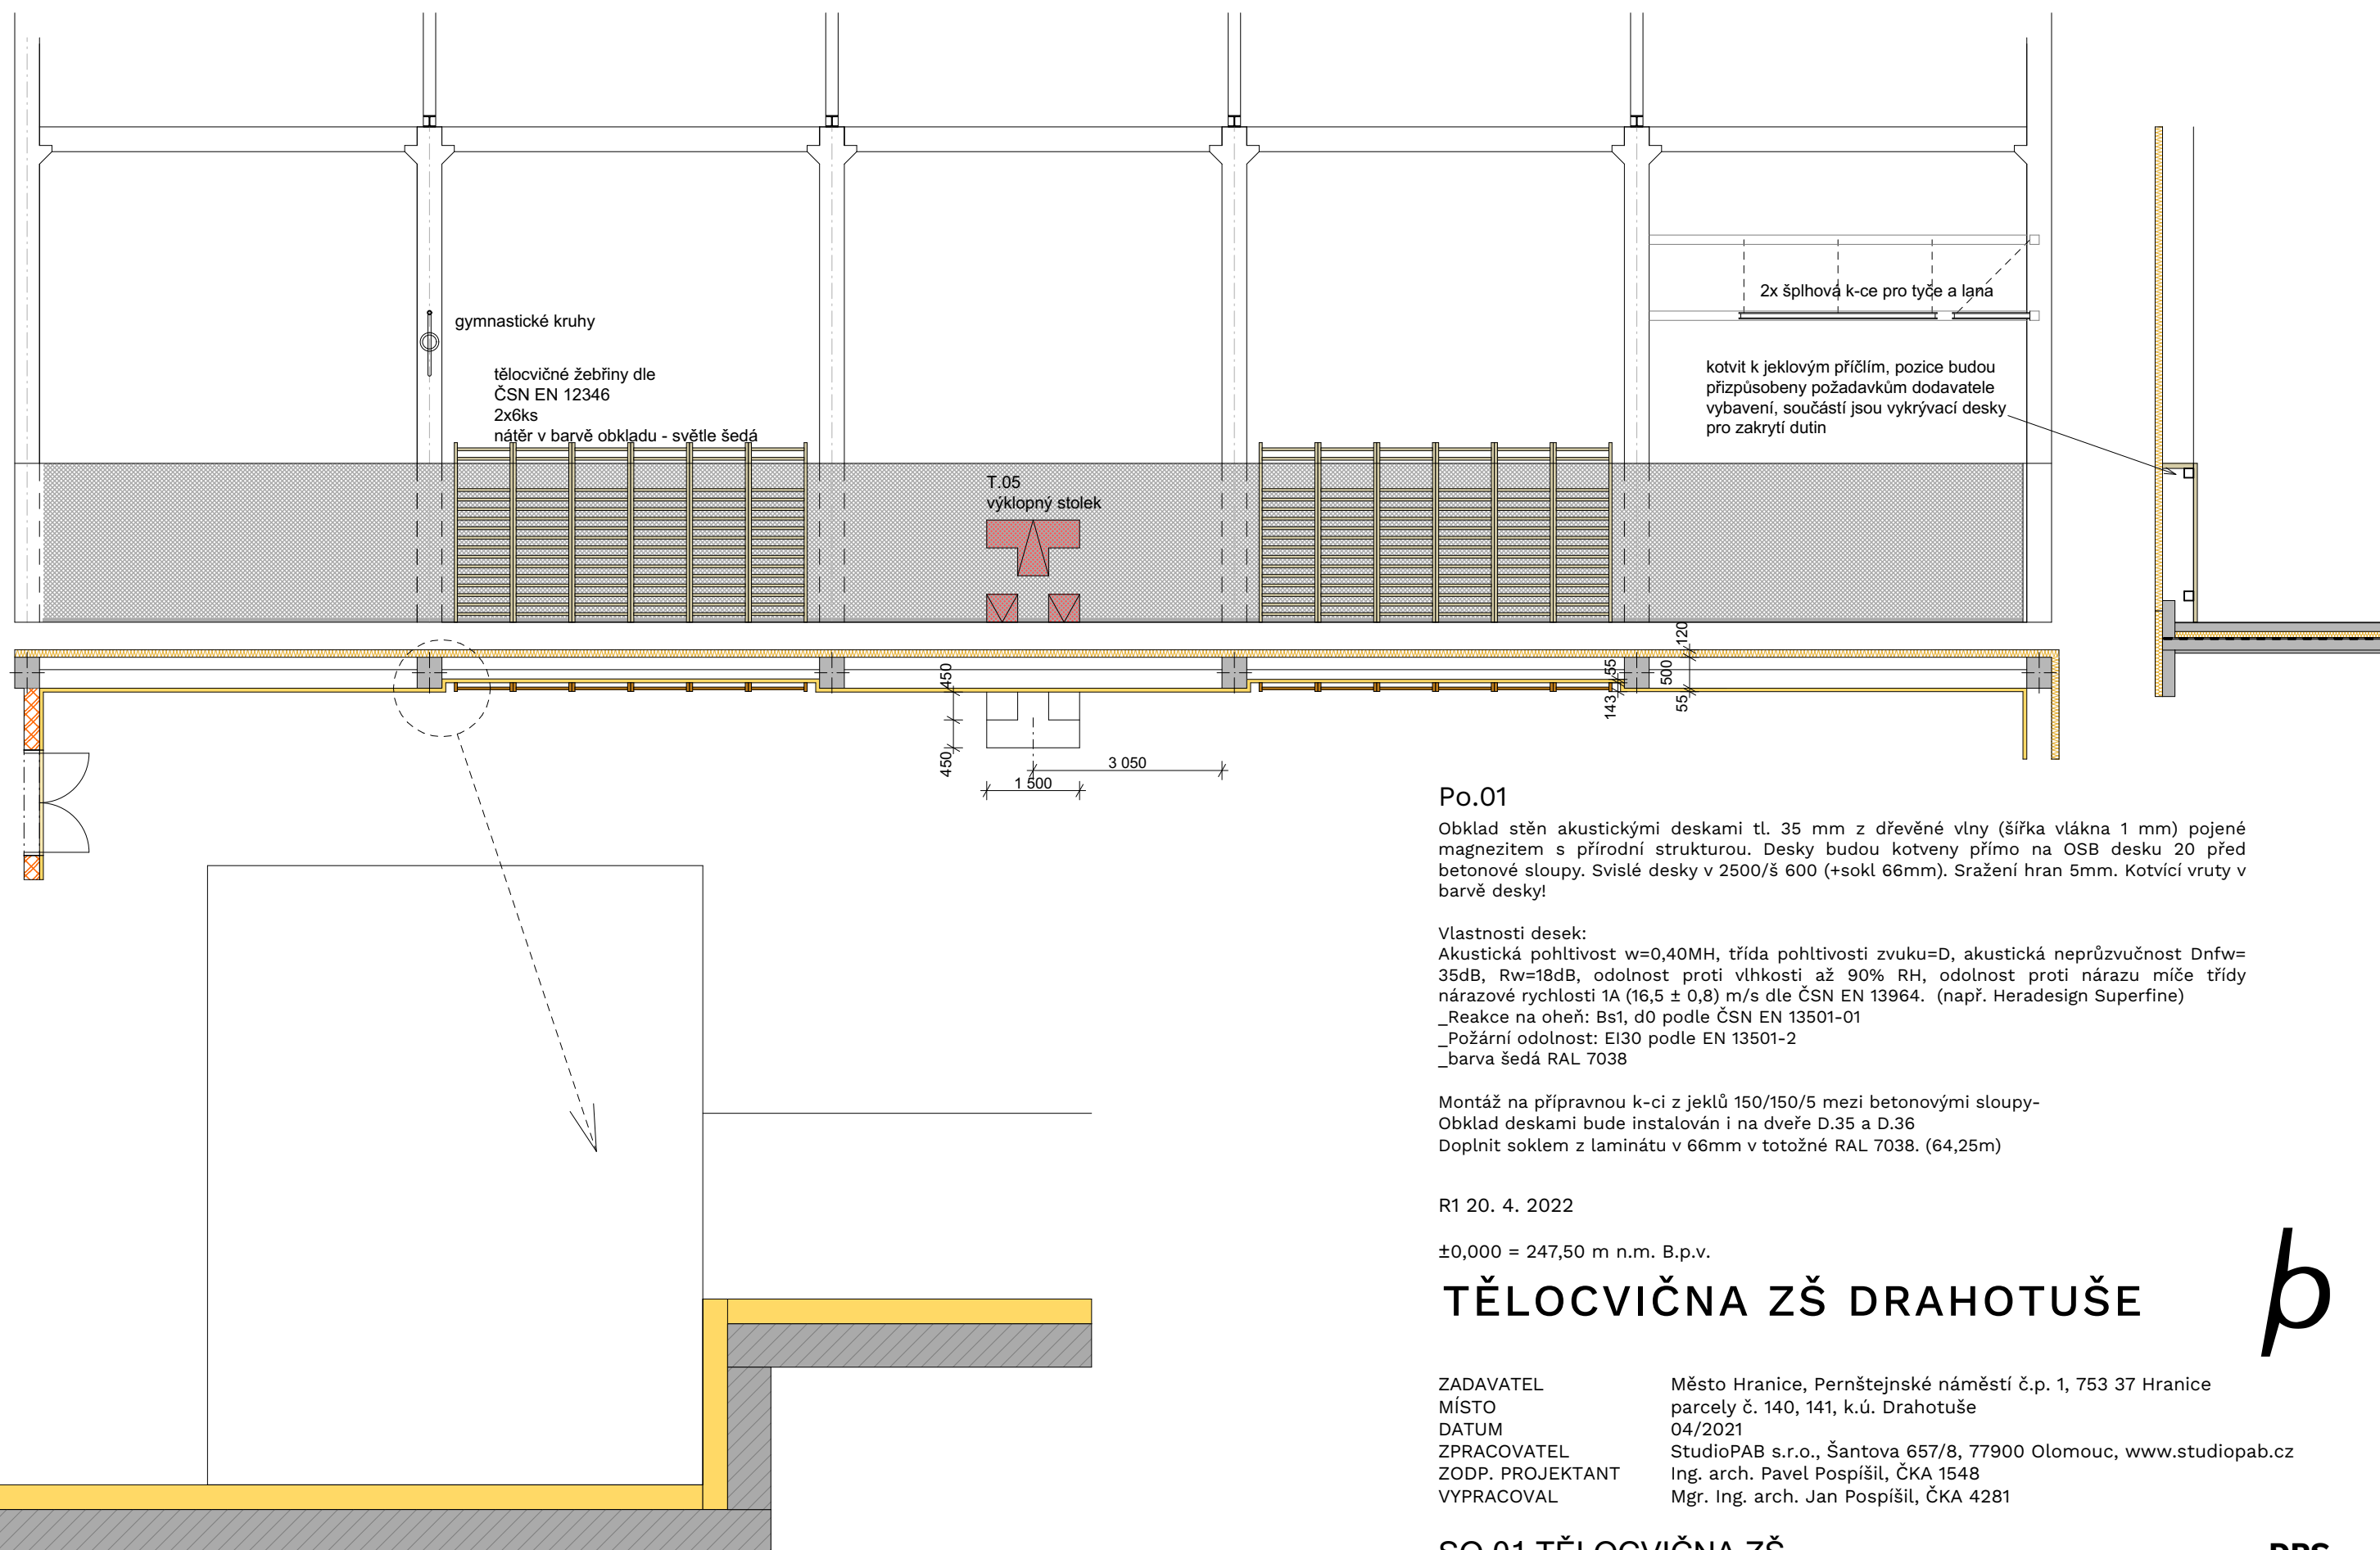 gymnastické kruhy
tělocvičné žebřiny dle
ČSN EN 12346
2x6ks
nátěr v barvě obkladu - světle šedá
T.05
výklopný stolek
2x šplhová k-ce pro tyče a lana
kotvit k jeklovým příčlím, pozice budou
přizpůsobeny požadavkům dodavatele
vybavení, součástí jsou vykrývací desky
pro zakrytí dutin
450
450
1 500
3 050
143
55
500
120
55
Po.01
Obklad stěn akustickými deskami tl. 35 mm z dřevěné vlny (šířka vlákna 1 mm) pojené
magnezitem s přírodní strukturou. Desky budou kotveny přímo na OSB desku 20 před
betonové sloupy. Svislé desky v 2500/š 600 (+sokl 66mm). Sražení hran 5mm. Kotvící vruty v
barvě desky!
Vlastnosti desek:
Akustická pohltivost w=0,40MH, třída pohltivosti zvuku=D, akustická neprůzvučnost Dnfw=
35dB, Rw=18dB, odolnost proti vlhkosti až 90% RH, odolnost proti nárazu míče třídy
nárazové rychlosti 1A (16,5 ± 0,8) m/s dle ČSN EN 13964. (např. Heradesign Superfine)
_Reakce na oheň: Bs1, d0 podle ČSN EN 13501-01
_Požární odolnost: EI30 podle EN 13501-2
_barva šedá RAL 7038
Montáž na přípravnou k-ci z jeklů 150/150/5 mezi betonovými sloupy-
Obklad deskami bude instalován i na dveře D.35 a D.36
Doplnit soklem z laminátu v 66mm v totožné RAL 7038. (64,25m)
R1 20. 4. 2022
±0,000 = 247,50 m n.m. B.p.v.
TĚLOCVIČNA ZŠ DRAHOTUŠE
ZADAVATEL Město Hranice, Pernštejnské náměstí č.p. 1, 753 37 Hranice
MÍSTO parcely č. 140, 141, k.ú. Drahotuše
DATUM 04/2021
ZPRACOVATEL StudioPAB s.r.o., Šantova 657/8, 77900 Olomouc, www.studiopab.cz
ZODP. PROJEKTANT Ing. arch. Pavel Pospíšil, ČKA 1548
VYPRACOVAL Mgr. Ing. arch. Jan Pospíšil, ČKA 4281
SO 01 TĚLOCVIČNA ZŠ DPS